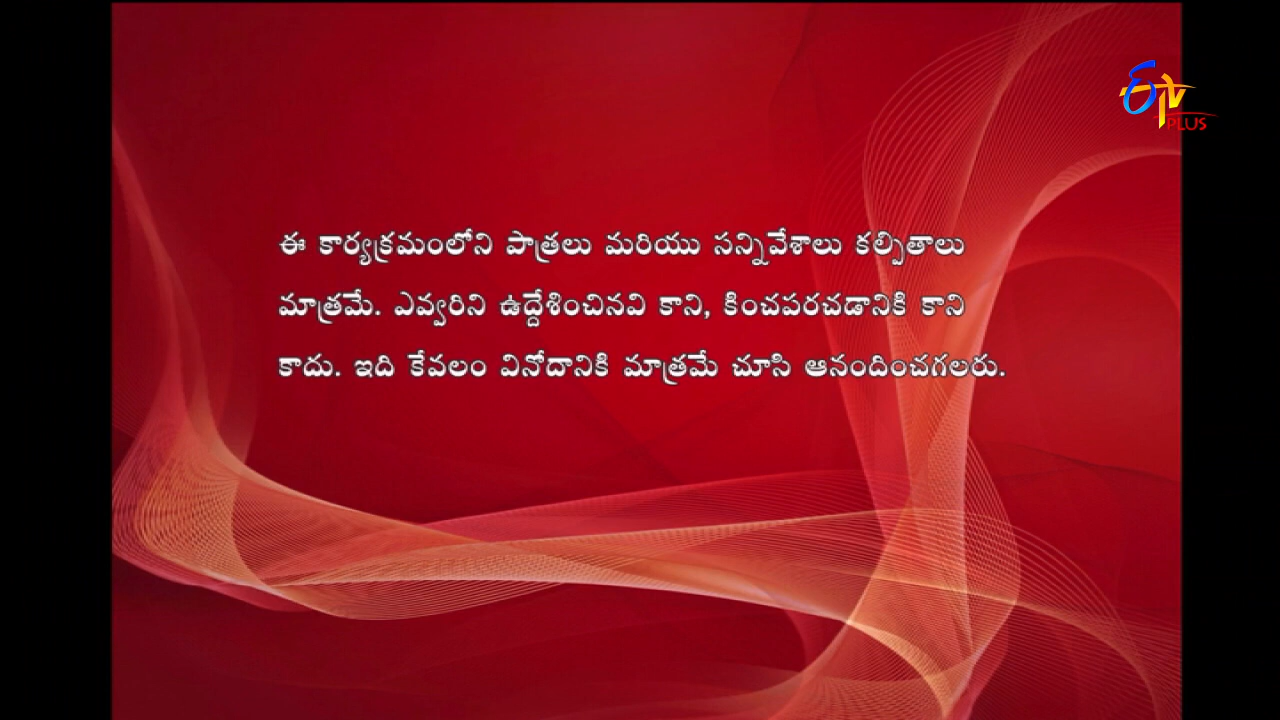 ఈ కార్యక్రమంలోని పాత్రలు మరియు సన్నివేశాలు కల్పితాలు
మాత్రమే. ఎవ్వరిని ఉద్దేశించినవి కాని, కించపరచడానికి కాని
కాదు. ఇది కేవలం వినోదానికి మాత్రమే చూసి ఆనందించగలరు.
ETV
PLUS